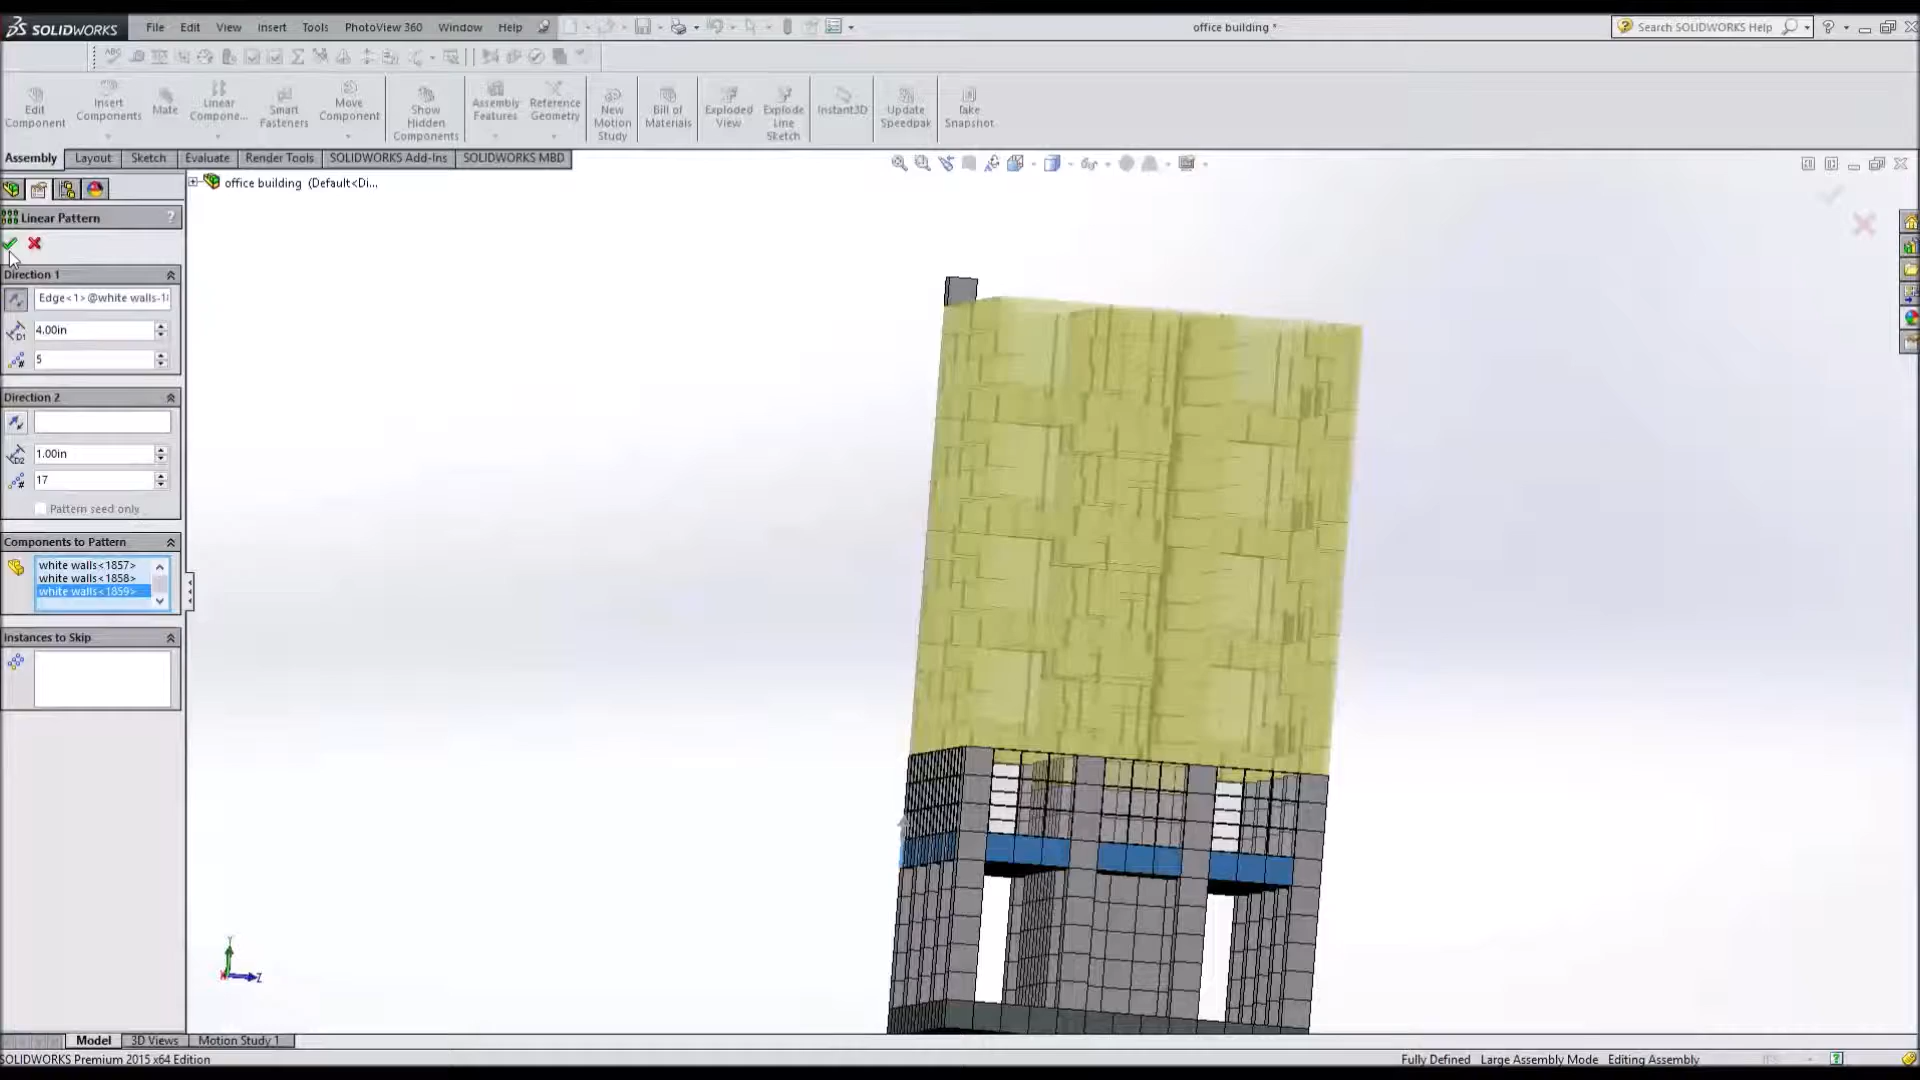 SOLIDWORKS File Edit View Insert Tools PhotoView 360 Window Help office building * Search SOLIDWORKS Help
Edit Component
Insert Components
Mate
Linear Compone...
Smart Fasteners
Move Component
Show Hidden Components
Assembly Features
Reference Geometry
New Motion Study
Bill of Materials
Exploded View
Explode Line Sketch
Instant3D
Update Speedpak
Take Snapshot
Assembly Layout Sketch Evaluate Render Tools SOLIDWORKS Add-Ins SOLIDWORKS MBD
office building (Default<Di...
Linear Pattern ?
Direction 1
Edge<1>@white walls-1
D1 4.00in
5
Direction 2
D2 1.00in
17
Pattern seed only
Components to Pattern
white walls<1857>
white walls<1858>
white walls<1859>
Instances to Skip
Y
Z
Model 3D Views Motion Study 1
SOLIDWORKS Premium 2015 x64 Edition Fully Defined Large Assembly Mode Editing Assembly